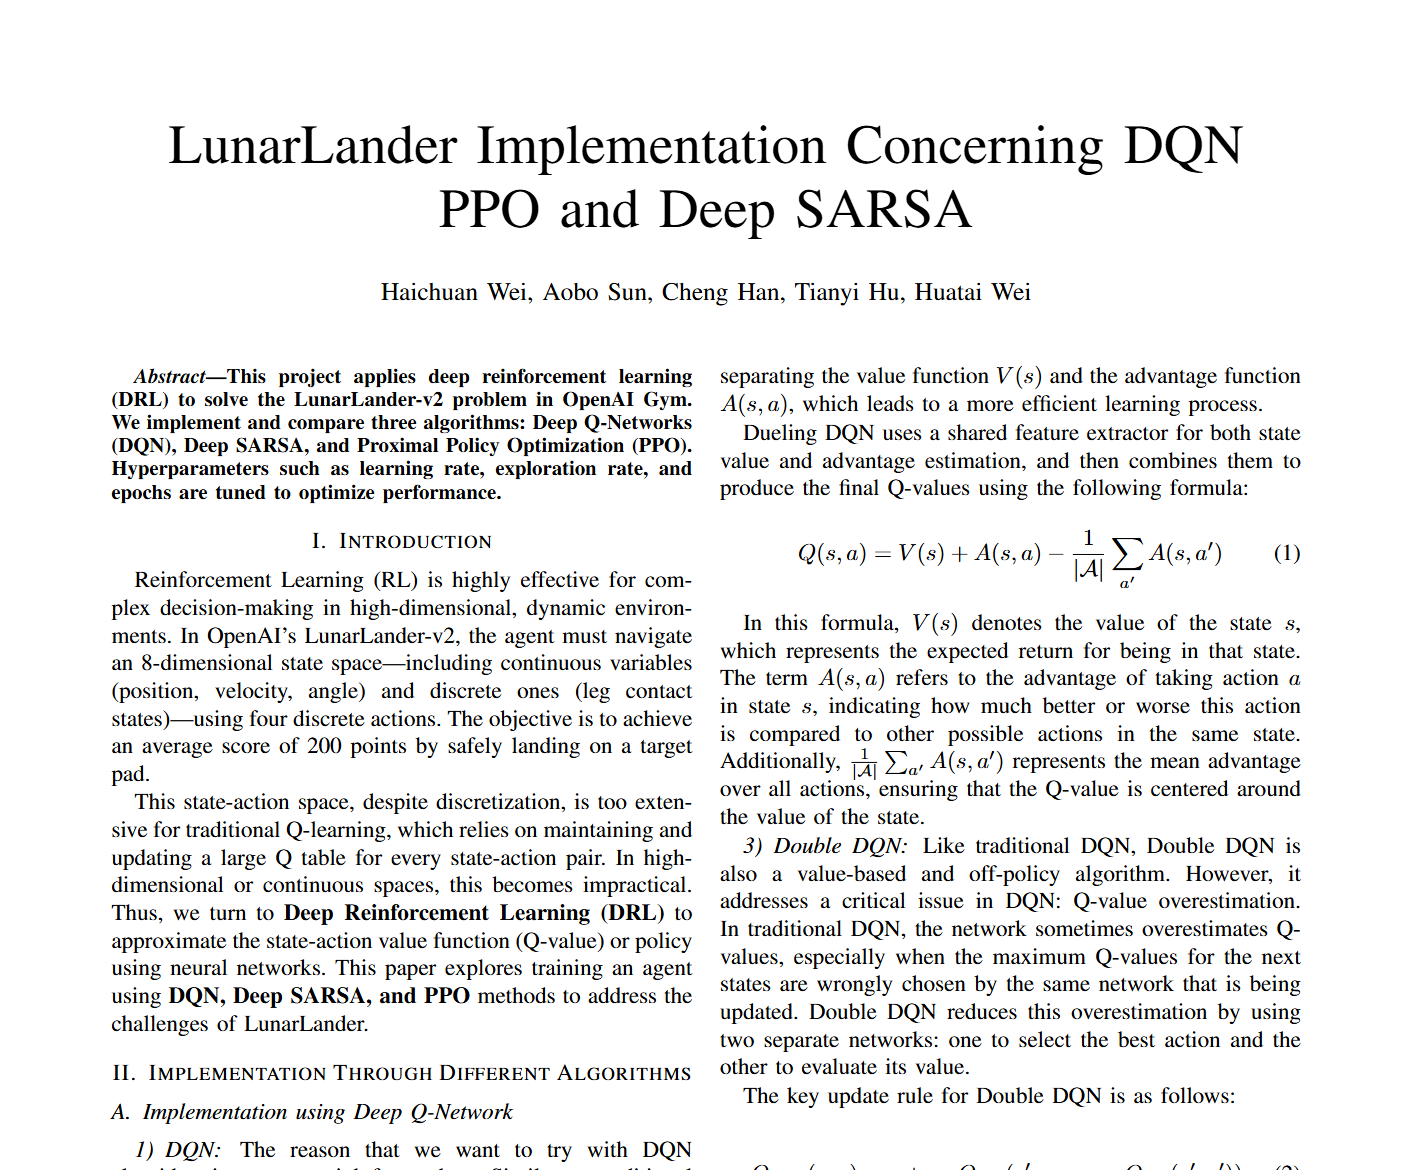 LunarLander Implementation Concerning DQN
PPO and Deep SARSA
Haichuan Wei, Aobo Sun, Cheng Han, Tianyi Hu, Huatai Wei
Abstract—This project applies deep reinforcement learning
(DRL) to solve the LunarLander-v2 problem in OpenAI Gym.
We implement and compare three algorithms: Deep Q-Networks
(DQN), Deep SARSA, and Proximal Policy Optimization (PPO).
Hyperparameters such as learning rate, exploration rate, and
epochs are tuned to optimize performance.
I. INTRODUCTION
Reinforcement Learning (RL) is highly effective for com-
plex decision-making in high-dimensional, dynamic environ-
ments. In OpenAI's LunarLander-v2, the agent must navigate
an 8-dimensional state space—including continuous variables
(position, velocity, angle) and discrete ones (leg contact
states)—using four discrete actions. The objective is to achieve
an average score of 200 points by safely landing on a target
pad.
This state-action space, despite discretization, is too exten-
sive for traditional Q-learning, which relies on maintaining and
updating a large Q table for every state-action pair. In high-
dimensional or continuous spaces, this becomes impractical.
Thus, we turn to Deep Reinforcement Learning (DRL) to
approximate the state-action value function (Q-value) or policy
using neural networks. This paper explores training an agent
using DQN, Deep SARSA, and PPO methods to address the
challenges of LunarLander.
II. IMPLEMENTATION THROUGH DIFFERENT ALGORITHMS
A. Implementation using Deep Q-Network
1) DQN: The reason that we want to try with DQN
separating the value function V(s) and the advantage function
A(s, a), which leads to a more efficient learning process.
Dueling DQN uses a shared feature extractor for both state
value and advantage estimation, and then combines them to
produce the final Q-values using the following formula:
Q(s, a) = V(s) + A(s, a) − 1/|𝒜| ∑a′ A(s, a′) (1)
In this formula, V(s) denotes the value of the state s,
which represents the expected return for being in that state.
The term A(s, a) refers to the advantage of taking action a
in state s, indicating how much better or worse this action
is compared to other possible actions in the same state.
Additionally, 1/|𝒜| ∑a′ A(s, a′) represents the mean advantage
over all actions, ensuring that the Q-value is centered around
the value of the state.
3) Double DQN: Like traditional DQN, Double DQN is
also a value-based and off-policy algorithm. However, it
addresses a critical issue in DQN: Q-value overestimation.
In traditional DQN, the network sometimes overestimates Q-
values, especially when the maximum Q-values for the next
states are wrongly chosen by the same network that is being
updated. Double DQN reduces this overestimation by using
two separate networks: one to select the best action and the
other to evaluate its value.
The key update rule for Double DQN is as follows: